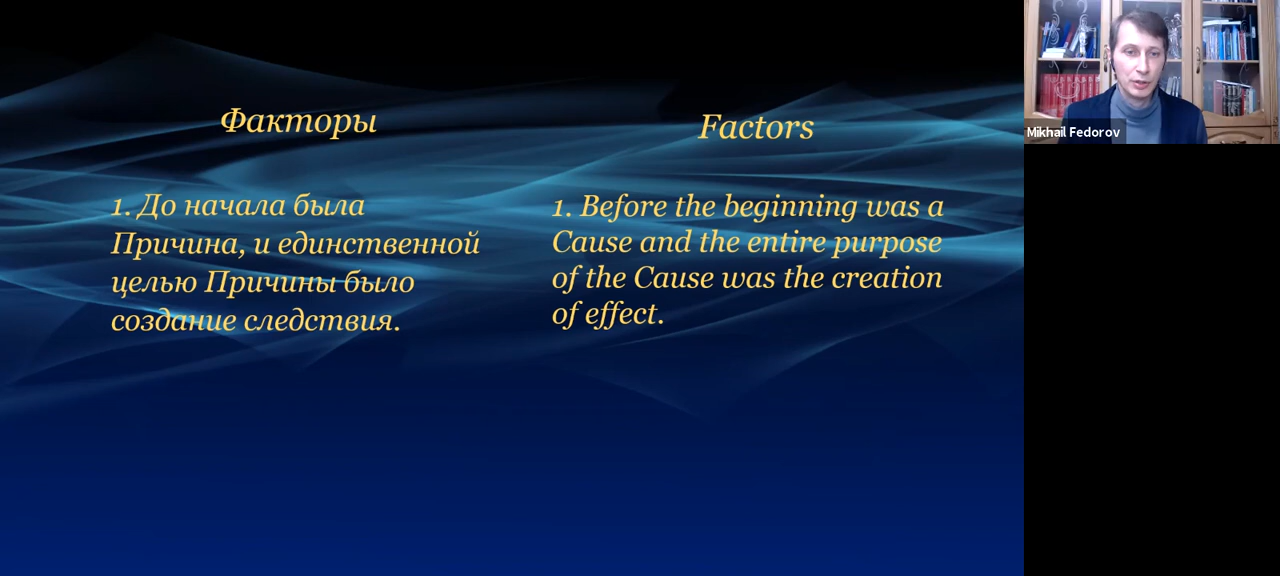 Факторы
1. До начала была
Причина, и единственной
целью Причины было
создание следствия.
Factors
1. Before the beginning was a
Cause and the entire purpose
of the Cause was the creation
of effect.
Mikhail Fedorov